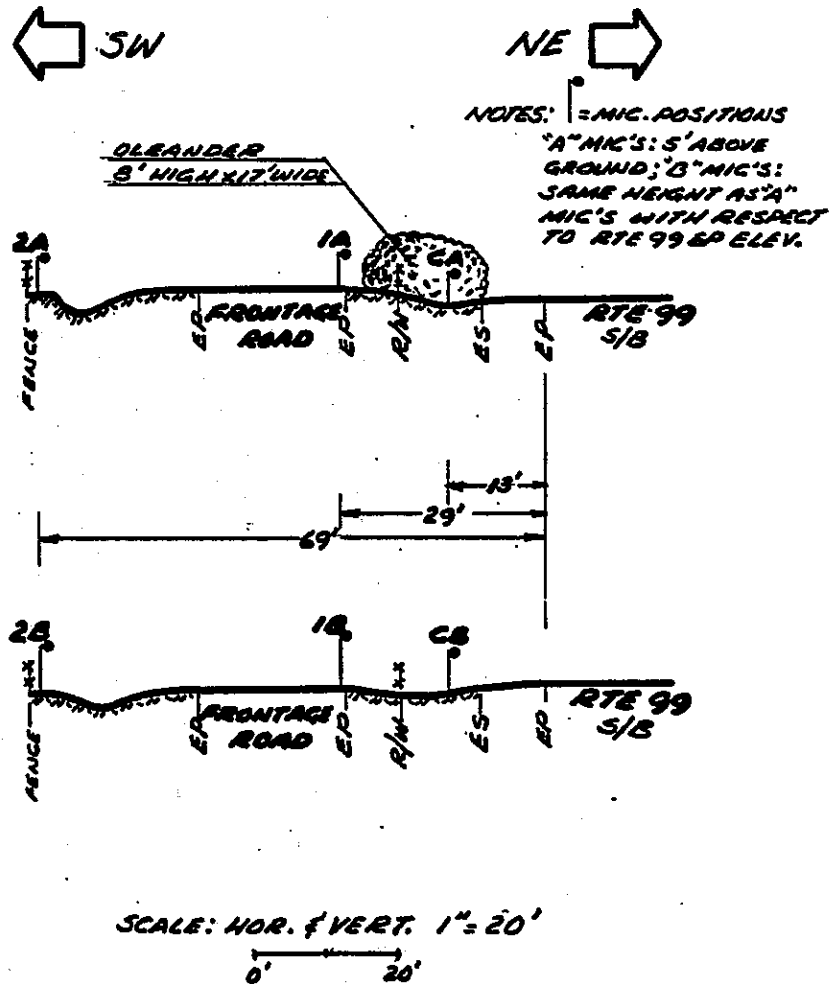 SW
NE
NOTES: = MIC. POSITIONS
"A" MIC'S: 5' ABOVE
GROUND; "B" MIC'S:
SAME HEIGHT AS "A"
MIC'S WITH RESPECT
TO RTE 99 EP ELEV.
OLEANDER
8' HIGH X 17' WIDE
2A
1A
CA
FENCE
EP
FRONTAGE
ROAD
EP
R/W
ES
EP
RTE 99
S/B
13'
29'
69'
2B
1B
CB
FENCE
EP
FRONTAGE
ROAD
EP
R/W
ES
EP
RTE 99
S/B
SCALE: HOR. & VERT. 1" = 20'
0' 20'